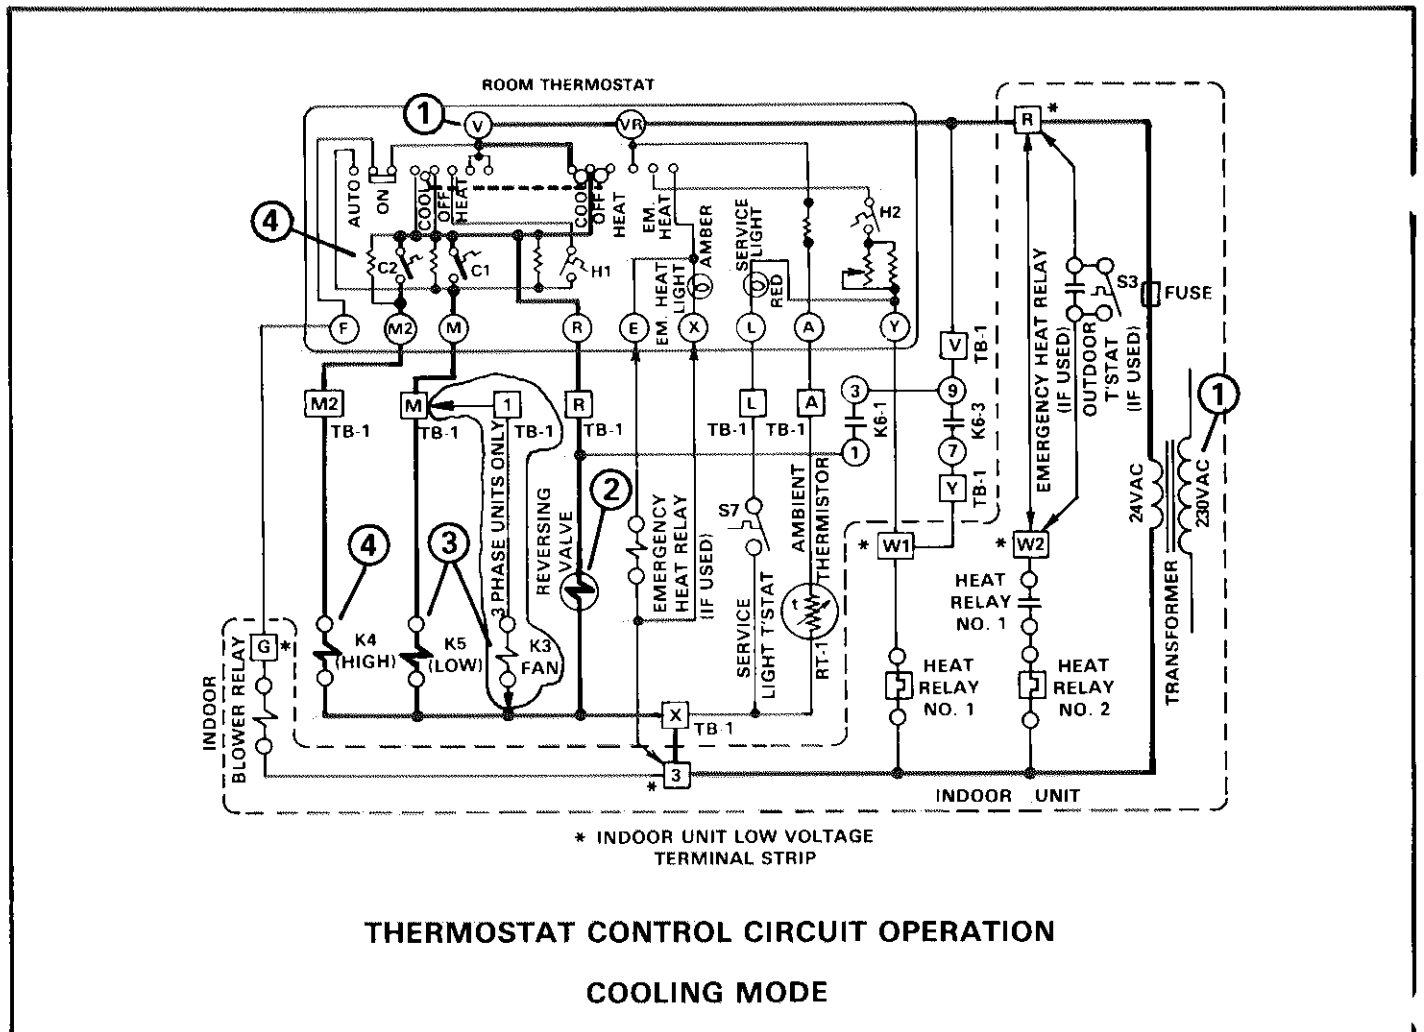 ROOM THERMOSTAT
1
V
VR
R
*
AUTO
ON
COOL
OFF
HEAT
COOL
OFF
HEAT
EM.
HEAT
AMBER
SERVICE
LIGHT
H2
4
C2
C1
H1
EM. HEAT
LIGHT
RED
S3
FUSE
F
M2
M
R
E
X
L
A
Y
V
TB-1
EMERGENCY HEAT RELAY
(IF USED)
OUTDOOR
T'STAT
(IF USED)
1
M2
TB-1
M
TB-1
1
TB-1
R
TB-1
L
TB-1
A
TB-1
3
K6-1
1
9
K6-3
7
Y
TB-1
24VAC
230VAC
TRANSFORMER
3 PHASE UNITS ONLY
REVERSING
VALVE
2
EMERGENCY
HEAT RELAY
(IF USED)
S7
SERVICE
LIGHT T'STAT
AMBIENT
THERMISTOR
t
RT-1
*
W1
*
W2
4
3
HEAT
RELAY
NO. 1
K4
(HIGH)
K5
(LOW)
K3
FAN
G
*
INDOOR
BLOWER RELAY
HEAT
RELAY
NO. 1
HEAT
RELAY
NO. 2
X
TB-1
3
*
INDOOR UNIT
* INDOOR UNIT LOW VOLTAGE
TERMINAL STRIP
THERMOSTAT CONTROL CIRCUIT OPERATION
COOLING MODE